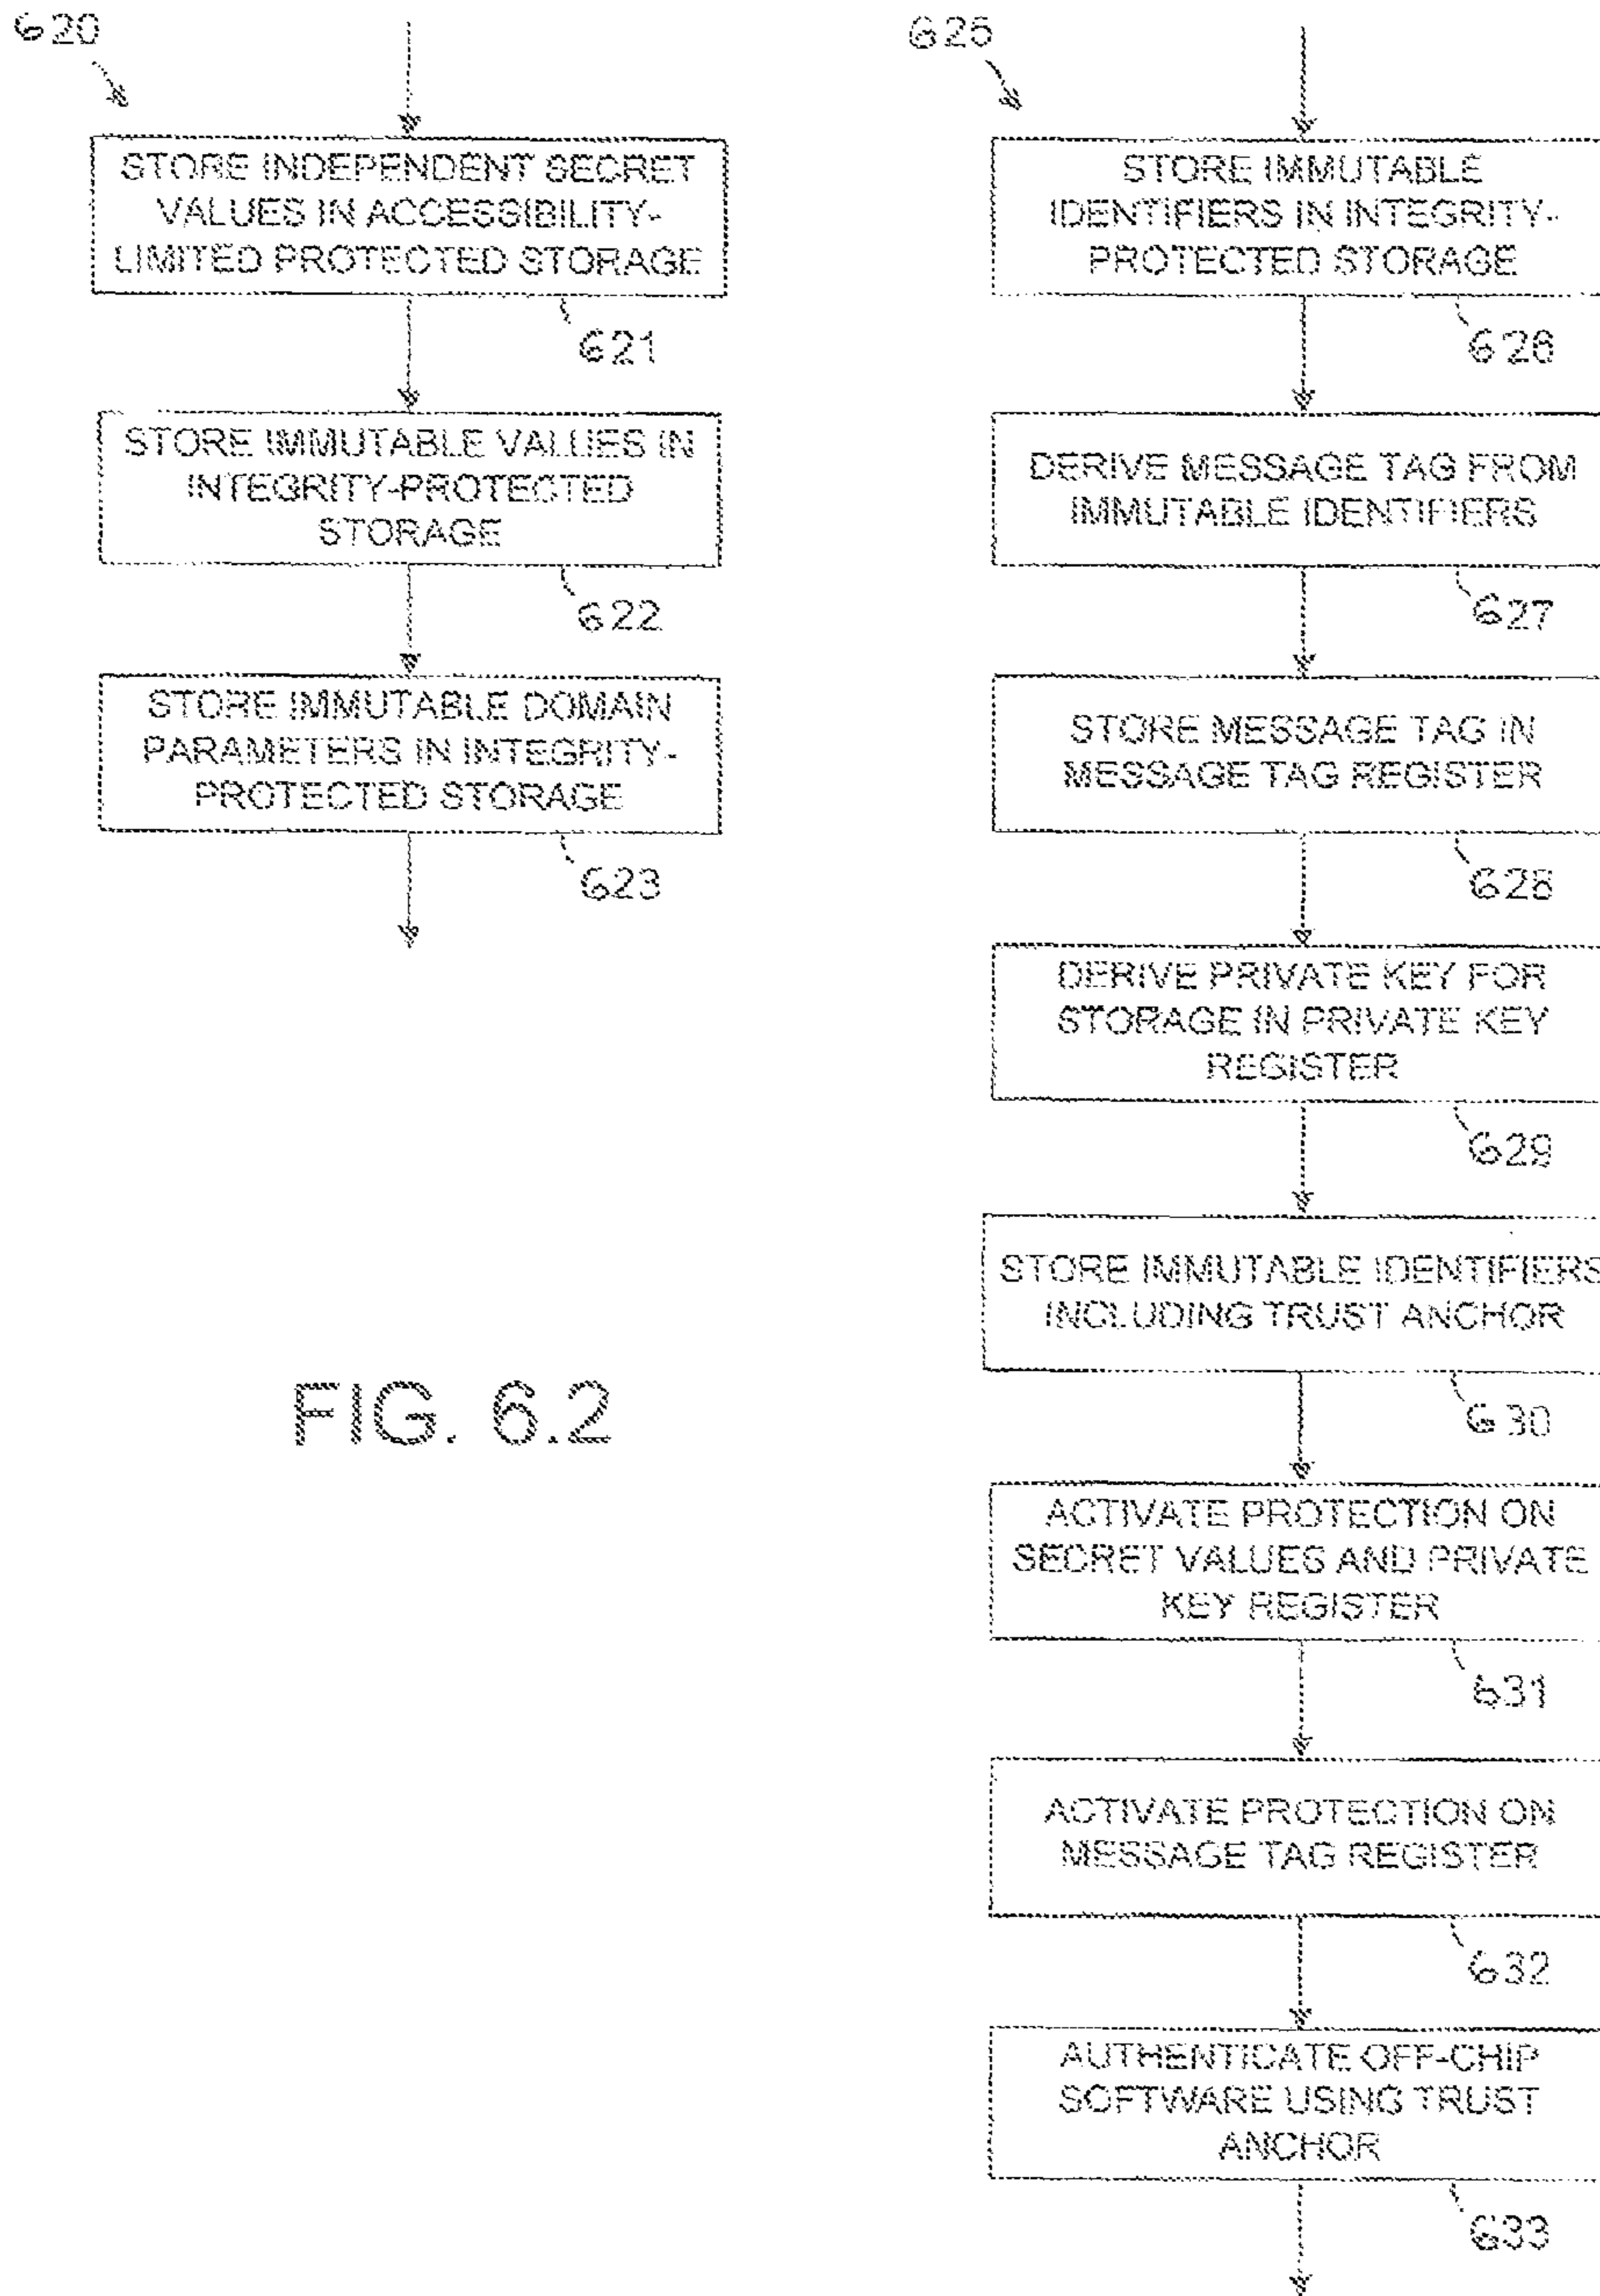 620
STORE INDEPENDENT SECRET
VALUES IN ACCESSIBILITY-
LIMITED PROTECTED STORAGE
621
STORE IMMUTABLE VALUES IN
INTEGRITY-PROTECTED
STORAGE
622
STORE IMMUTABLE DOMAIN
PARAMETERS IN INTEGRITY-
PROTECTED STORAGE
623
FIG. 6.2
625
STORE IMMUTABLE
IDENTIFIERS IN INTEGRITY-
PROTECTED STORAGE
626
DERIVE MESSAGE TAG FROM
IMMUTABLE IDENTIFIERS
627
STORE MESSAGE TAG IN
MESSAGE TAG REGISTER
628
DERIVE PRIVATE KEY FOR
STORAGE IN PRIVATE KEY
REGISTER
629
STORE IMMUTABLE IDENTIFIERS
INCLUDING TRUST ANCHOR
630
ACTIVATE PROTECTION ON
SECRET VALUES AND PRIVATE
KEY REGISTER
631
ACTIVATE PROTECTION ON
MESSAGE TAG REGISTER
632
AUTHENTICATE OFF-CHIP
SOFTWARE USING TRUST
ANCHOR
633